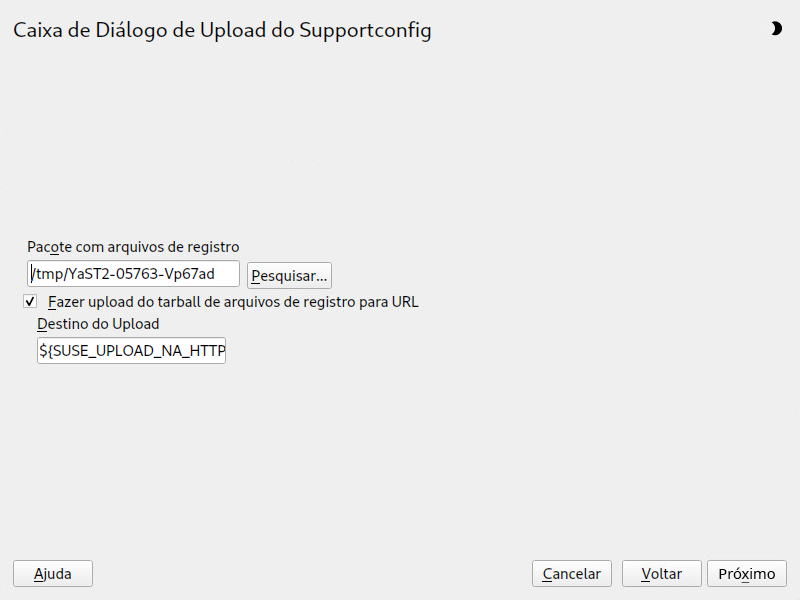 Caixa de Diálogo de Upload do Supportconfig
Pacote com arquivos de registro
/tmp/YaST2-05763-Vp67ad
Pesquisar...
Fazer upload do tarball de arquivos de registro para URL
Destino do Upload
${SUSE_UPLOAD_NA_HTTP
Ajuda
Cancelar
Voltar
Próximo